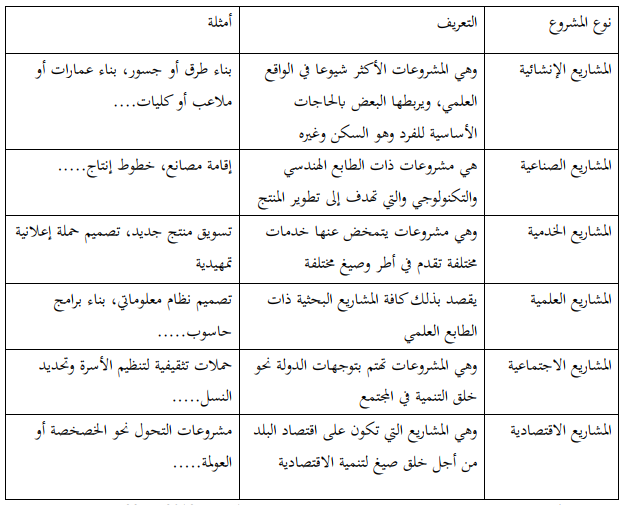 نوع المشروع
التعريف
أمثلة
المشاريع الإنشائية
وهي المشروعات الأكثر شيوعا في الواقع
العلمي، ويربطها البعض بالحاجات
الأساسية للفرد وهو السكن وغيره
بناء طرق أو جسور، بناء عمارات أو
ملاعب أو كليات....
المشاريع الصناعية
هي مشروعات ذات الطابع الهندسي
والتكنولوجي والتي تهدف إلى تطوير المنتج
إقامة مصانع، خطوط إنتاج.....
المشاريع الخدمية
وهي مشروعات يتمخض عنها خدمات
مختلفة تقدم في أطر وصيغ مختلفة
تسويق منتج جديد، تصميم حملة إعلانية
تمهيدية
المشاريع العلمية
يقصد بذلك كافة المشاريع البحثية ذات
الطابع العلمي
تصميم نظام معلوماتي، بناء برامج
حاسوب.....
المشاريع الاجتماعية
وهي المشروعات تهتم بتوجهات الدولة نحو
خلق التنمية في المجتمع
حملات تثقيفية لتنظيم الأسرة وتحديد
النسل.....
المشاريع الاقتصادية
وهي المشاريع التي تكون على اقتصاد البلد
من أجل خلق صيغ لتنمية الاقتصادية
مشروعات التحول نحو الخصخصة أو
العولمة.....